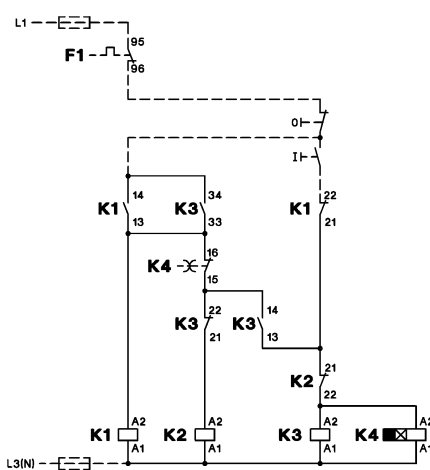 L1
95
F1
96
O
I
14 34 22
K1 K3 K1
13 33 21
16
K4
15
22 14
K3 K3
21 13
21
K2
22
A2 A2 A2 A2
K1 K2 K3 K4
A1 A1 A1 A1
L3(N)